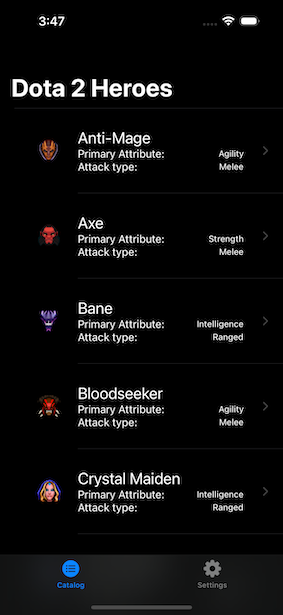 3:47
Dota 2 Heroes
Anti-Mage
Primary Attribute: Agility
Attack type: Melee
Axe
Primary Attribute: Strength
Attack type: Melee
Bane
Primary Attribute: Intelligence
Attack type: Ranged
Bloodseeker
Primary Attribute: Agility
Attack type: Melee
Crystal Maiden
Primary Attribute: Intelligence
Attack type: Ranged
Catalog Settings